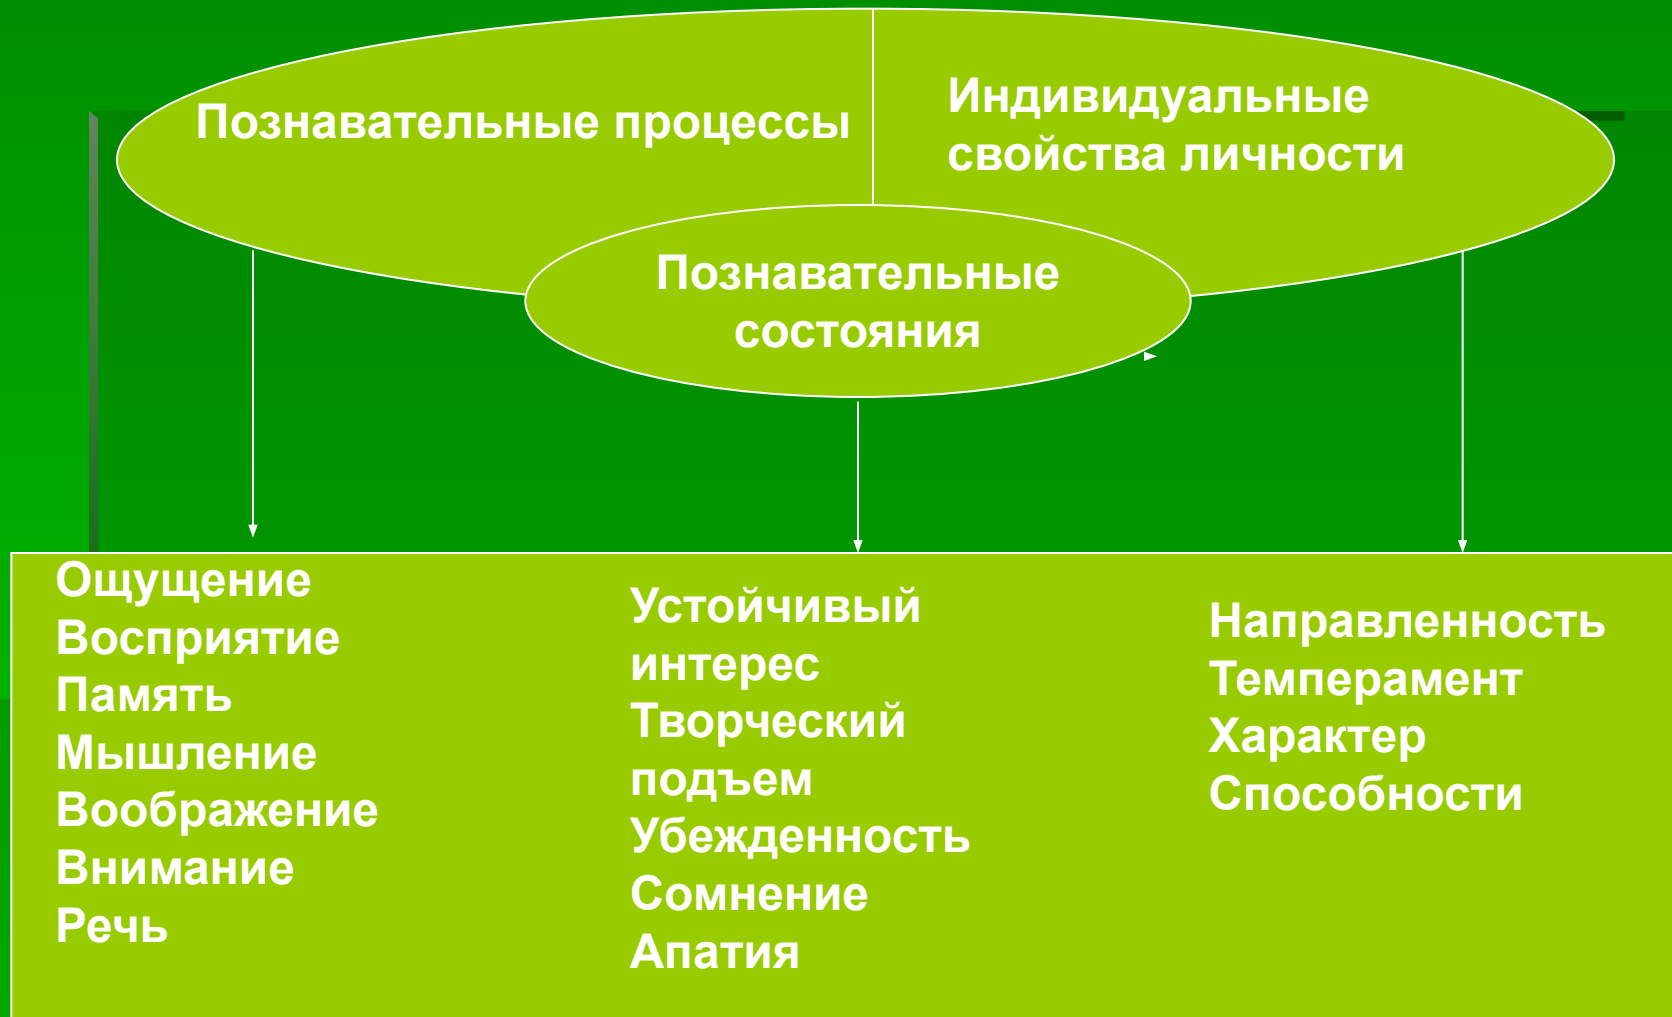 Познавательные процессы
Индивидуальные
свойства личности
Познавательные
состояния
Ощущение
Восприятие
Память
Мышление
Воображение
Внимание
Речь
Устойчивый
интерес
Творческий
подъем
Убежденность
Сомнение
Апатия
Направленность
Темперамент
Характер
Способности